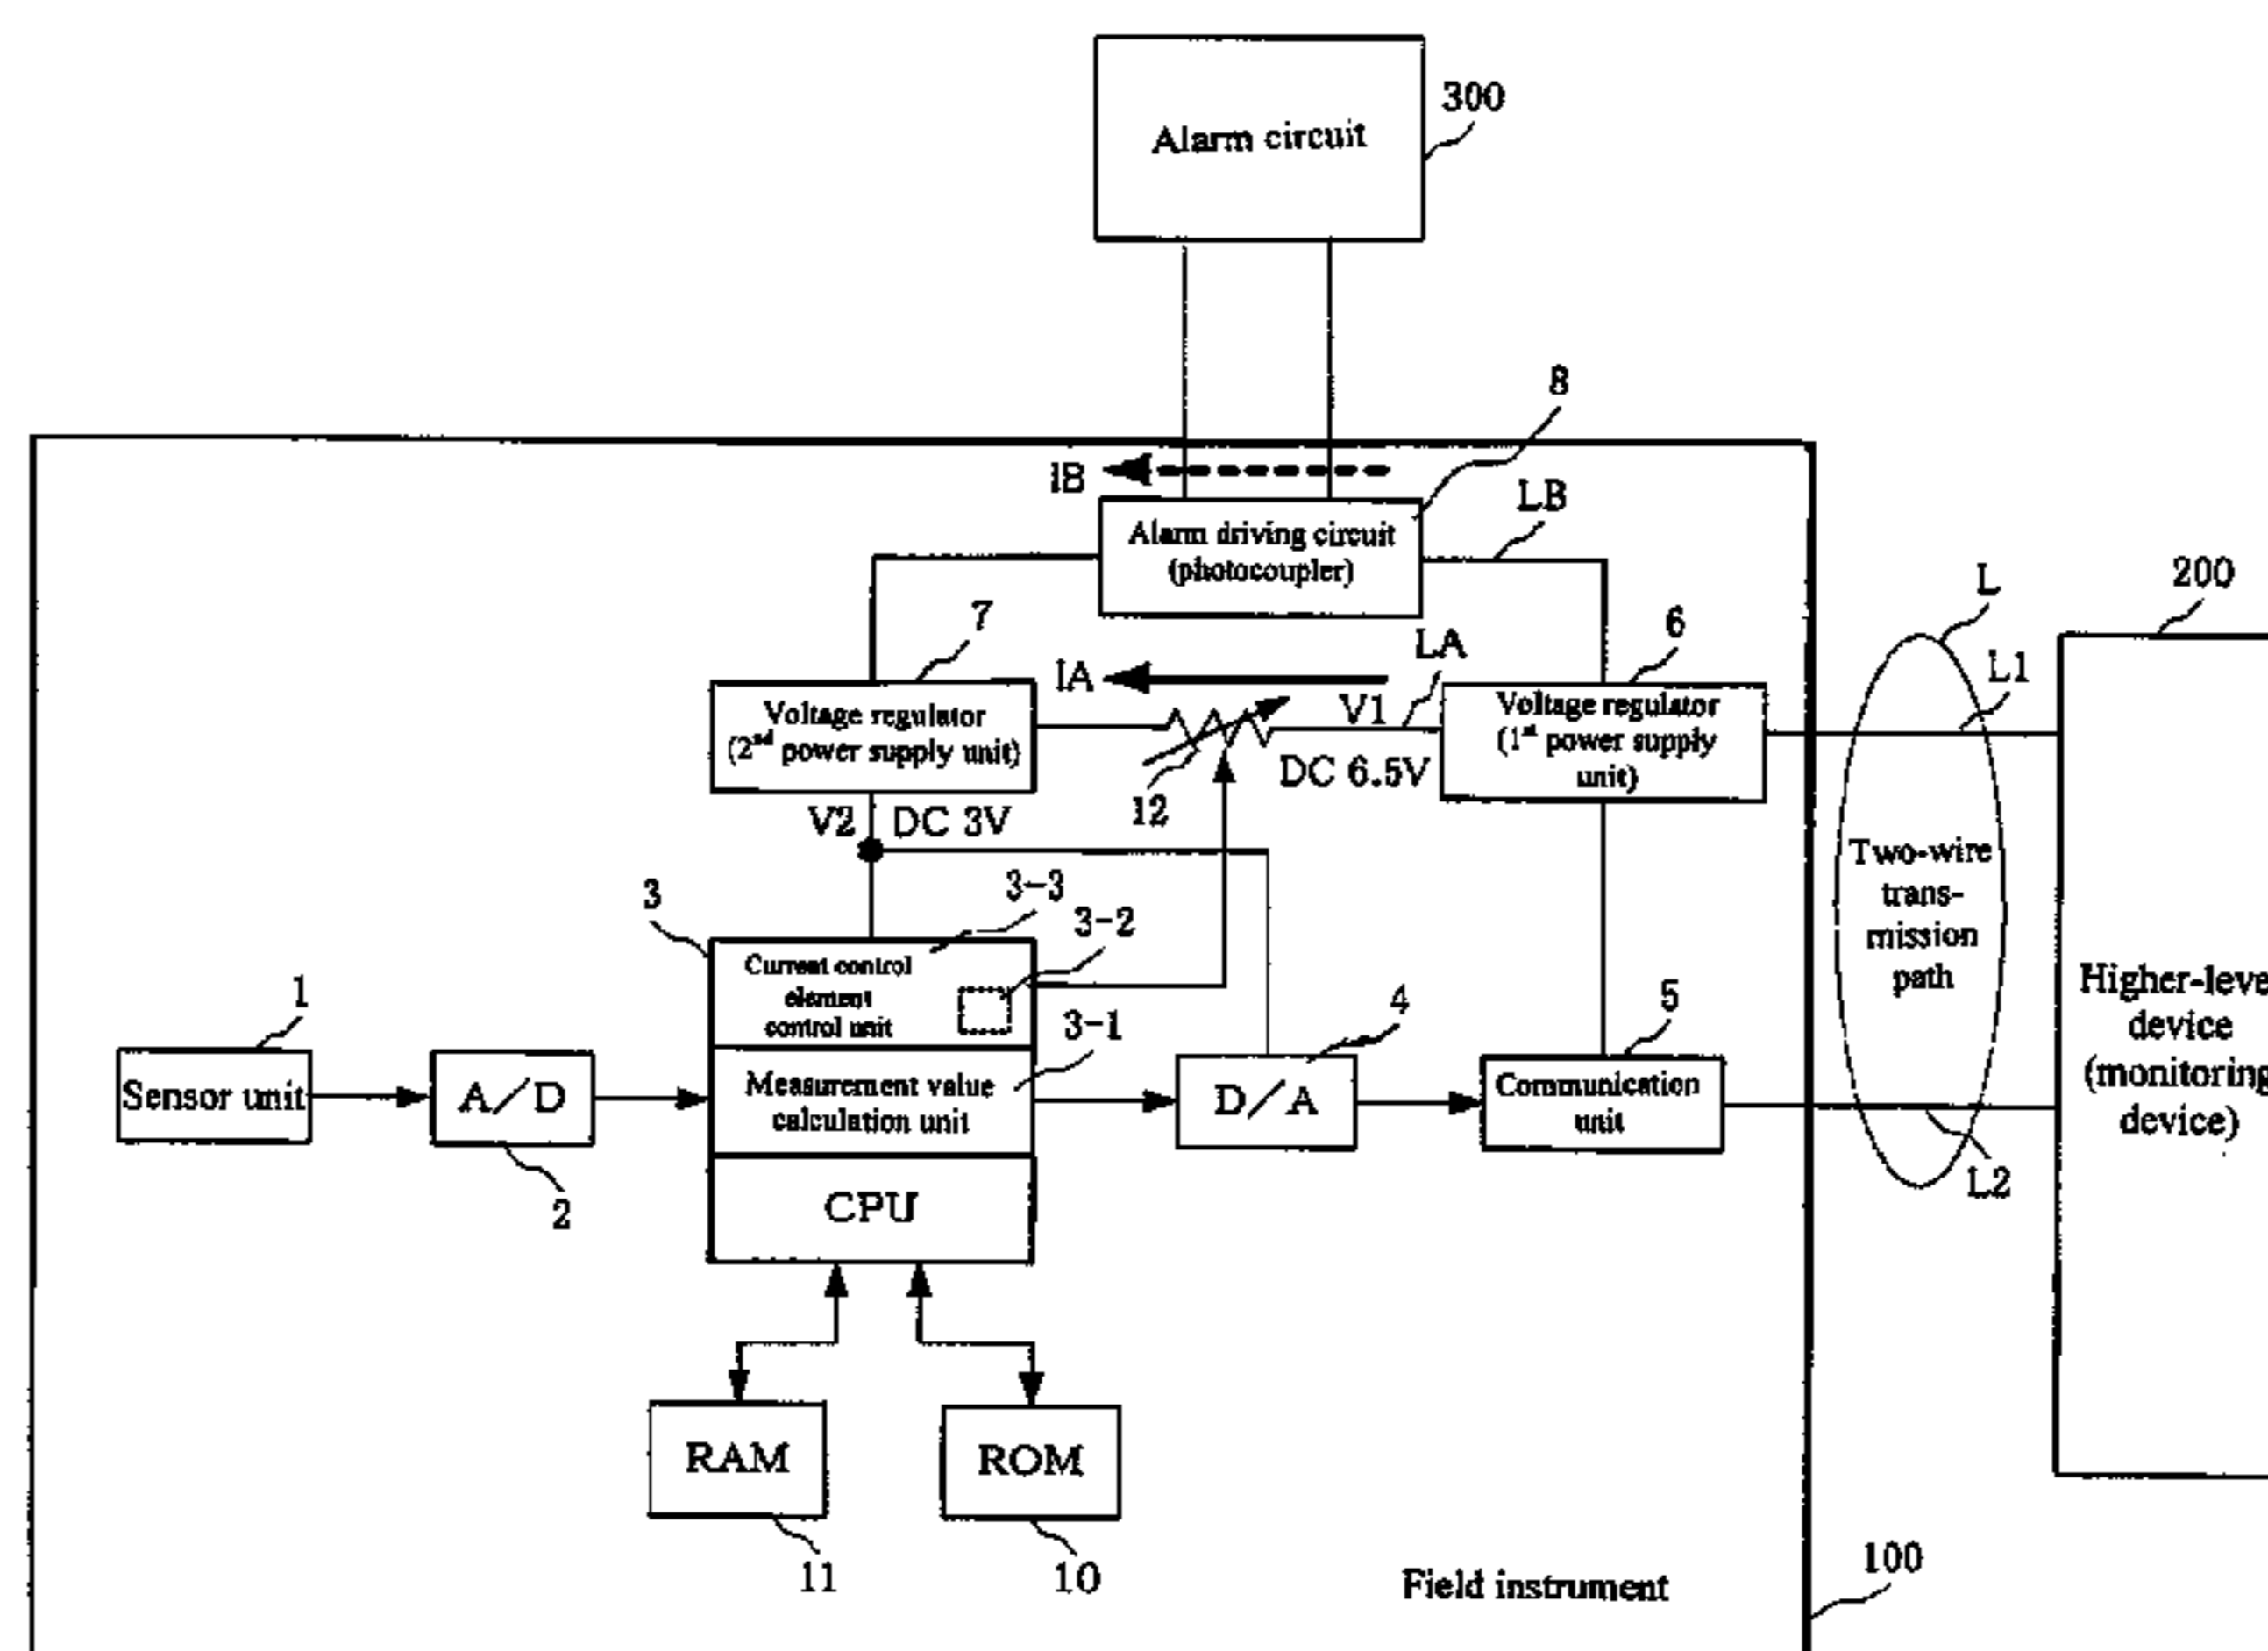 Alarm circuit
300
8
IB
LB
Alarm driving circuit
(photocoupler)
7
6
L
200
IA
LA
L1
V1
Voltage regulator
(2nd power supply unit)
Voltage regulator
(1st power supply
unit)
12
DC 6.5V
V2
DC 3V
Two-wire
trans-
mission
path
3
3-3
3-2
Current control
element
control unit
3-1
1
4
5
Higher-leve
device
(monitoring
device)
Sensor unit
A/D
Measurement value
calculation unit
D/A
Communication
unit
2
L2
CPU
RAM
ROM
11
10
Field instrument
100